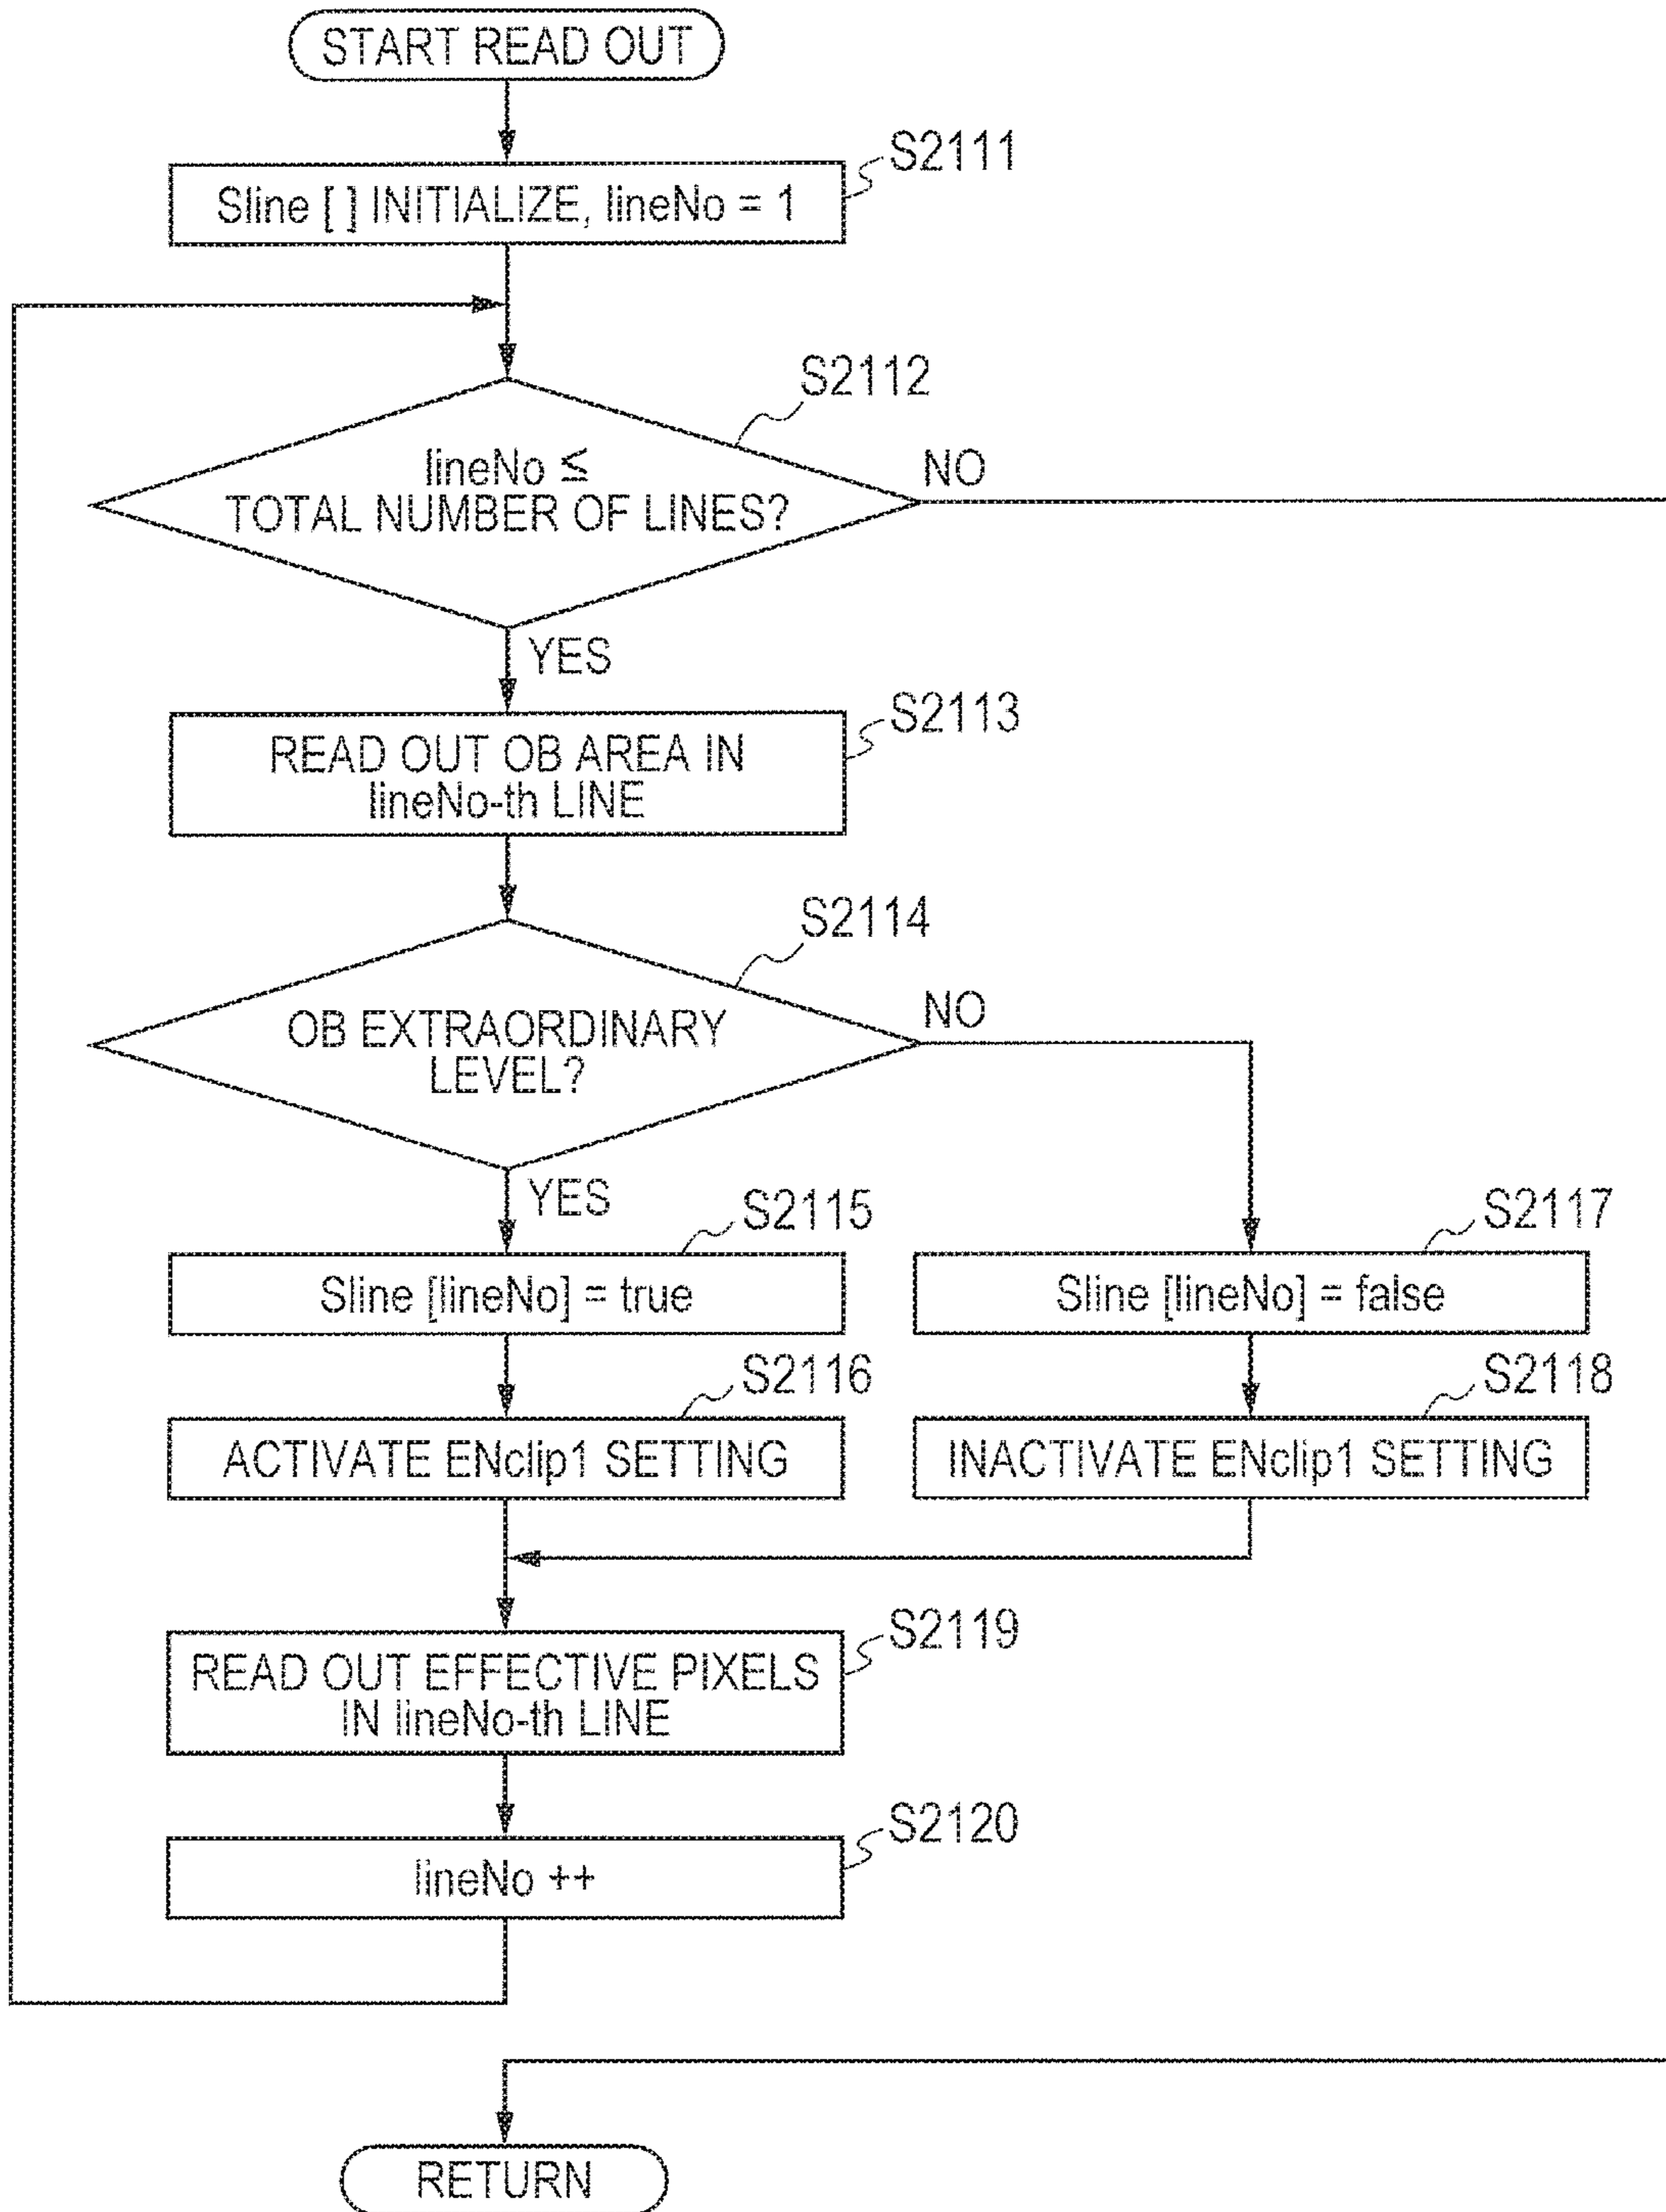 START READ OUT
S2111
Sline [ ] INITIALIZE, lineNo = 1
S2112
lineNo ≤
TOTAL NUMBER OF LINES?
NO
YES
S2113
READ OUT OB AREA IN
lineNo-th LINE
S2114
OB EXTRAORDINARY
LEVEL?
NO
YES
S2115
Sline [lineNo] = true
S2117
Sline [lineNo] = false
S2116
ACTIVATE ENclip1 SETTING
S2118
INACTIVATE ENclip1 SETTING
S2119
READ OUT EFFECTIVE PIXELS
IN lineNo-th LINE
S2120
lineNo ++
RETURN